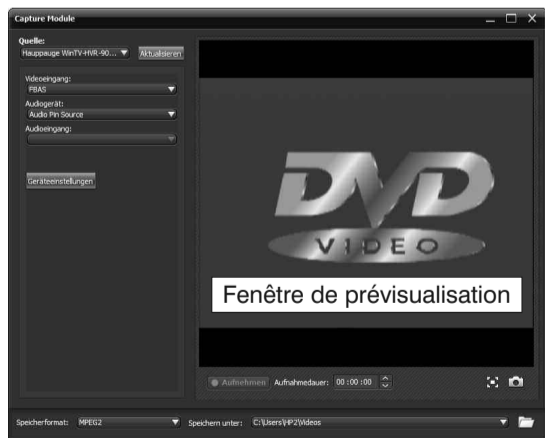 Capture Module
Quelle:
Hauppauge WinTV-HVR-90...
Aktualisieren
Videoeingang:
FBAS
Audiogerät:
Audio Pin Source
Audioeingang:
Geräteeinstellungen
DVD
VIDEO
Fenêtre de prévisualisation
Aufnehmen
Aufnahmedauer: 00:00:00
Speicherformat: MPEG2
Speichern unter: C:\Users\HP2\Videos